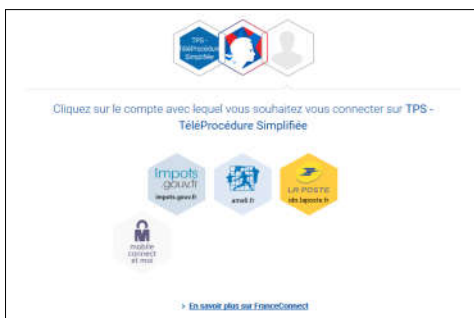 TPS -
TéléProcédure
Simplifiée
Cliquez sur le compte avec lequel vous souhaitez vous connecter sur TPS -
TéléProcédure Simplifiée
Impots
gouv.fr
impots.gouv.fr
ameli.fr
LA POSTE
idn.laposte.fr
mobile
connect
et moi
> En savoir plus sur FranceConnect